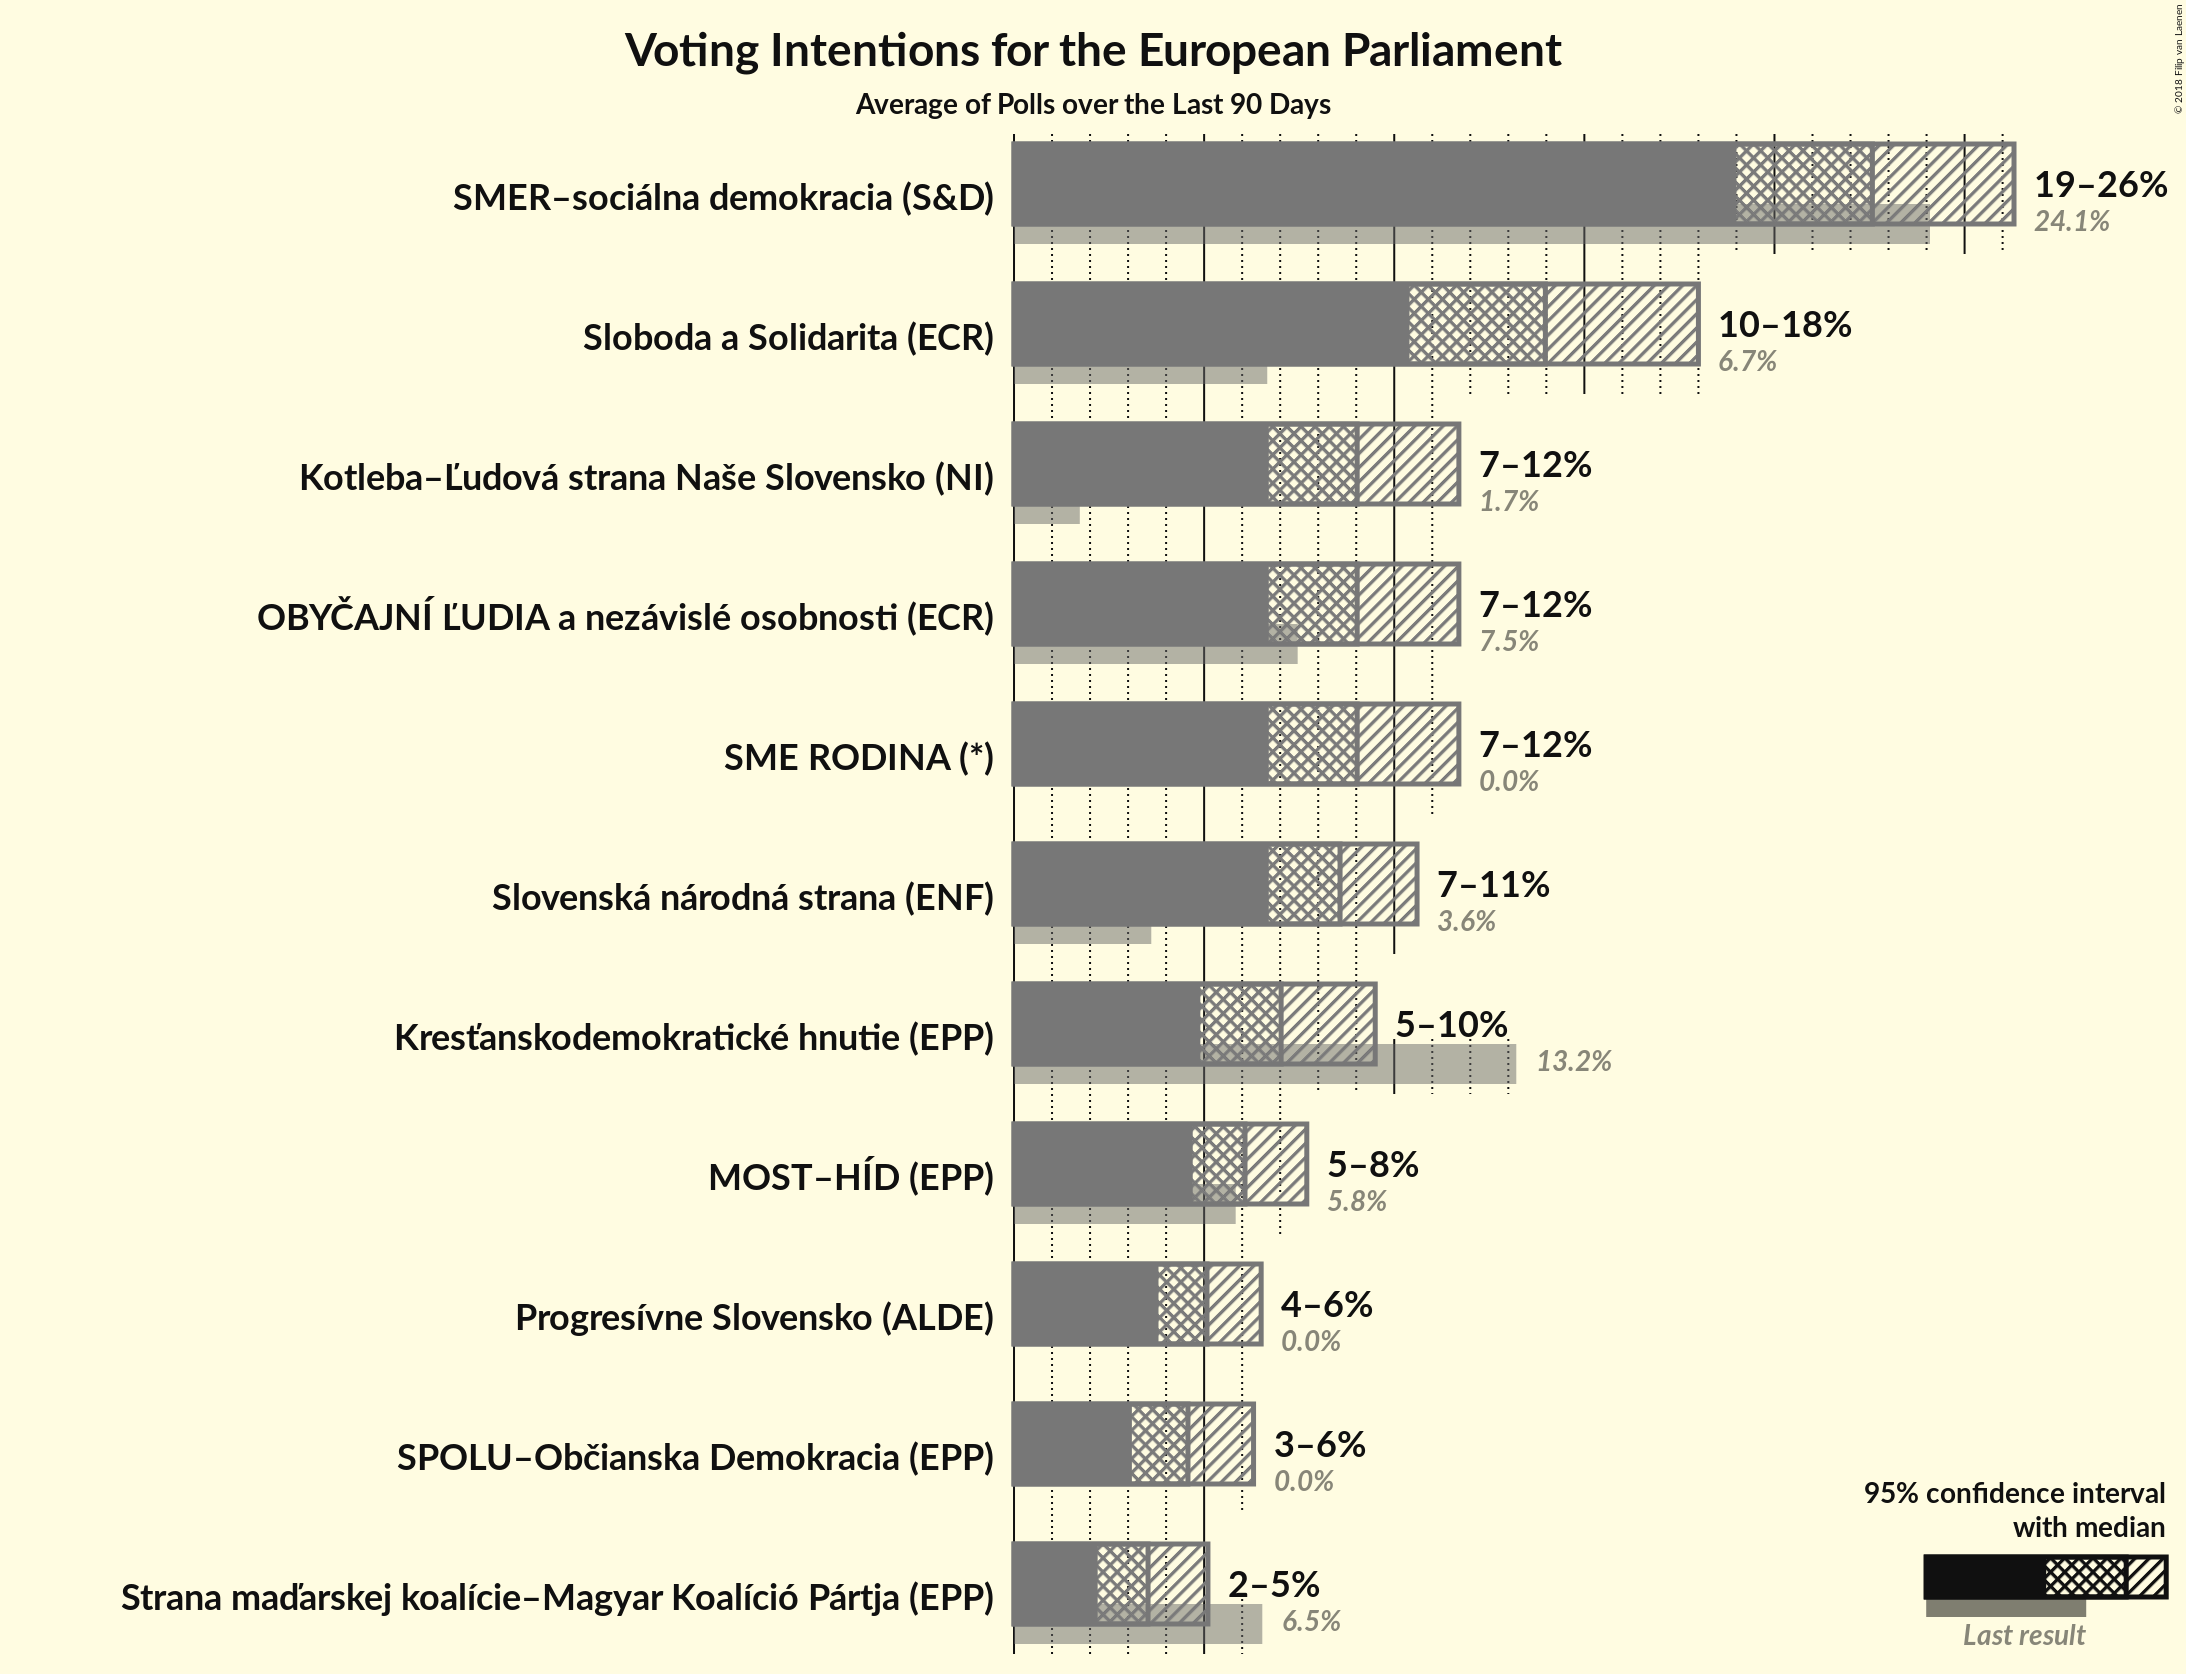 Voting Intentions for the European Parliament
Average of Polls over the Last 90 Days
© 2018 Filip van Laenen
SMER–sociálna demokracia (S&D)
19–26%
24.1%
Sloboda a Solidarita (ECR)
10–18%
6.7%
Kotleba–Ľudová strana Naše Slovensko (NI)
7–12%
1.7%
OBYČAJNÍ ĽUDIA a nezávislé osobnosti (ECR)
7–12%
7.5%
SME RODINA (*)
7–12%
0.0%
Slovenská národná strana (ENF)
7–11%
3.6%
Kresťanskodemokratické hnutie (EPP)
5–10%
13.2%
MOST–HÍD (EPP)
5–8%
5.8%
Progresívne Slovensko (ALDE)
4–6%
0.0%
SPOLU–Občianska Demokracia (EPP)
3–6%
0.0%
Strana maďarskej koalície–Magyar Koalíció Pártja (EPP)
2–5%
6.5%
95% confidence interval
with median
Last result